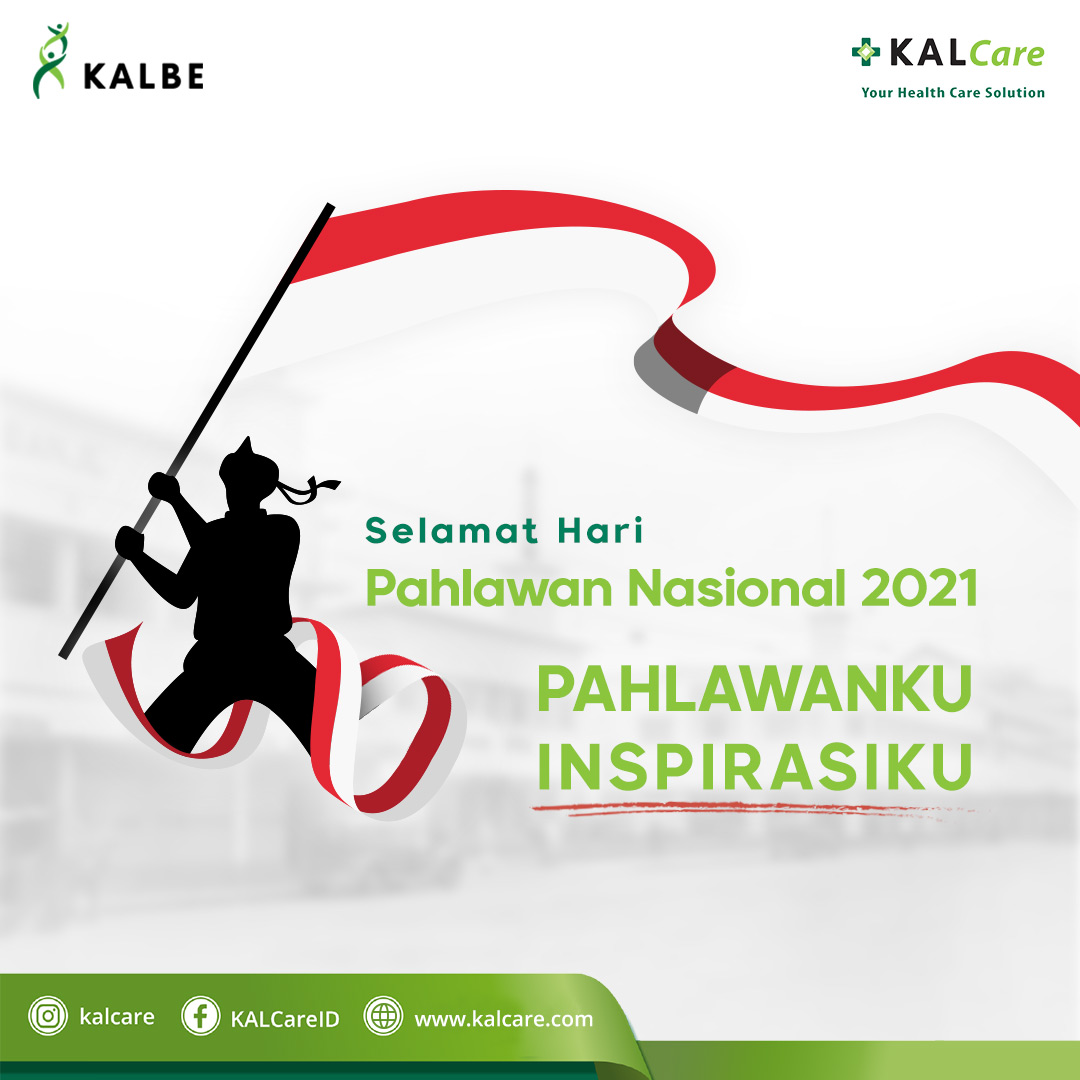 KALBE
KALCare
Your Health Care Solution
Selamat Hari
Pahlawan Nasional 2021
PAHLAWANKU
INSPIRASIKU
kalcare
KALCareID
www.kalcare.com